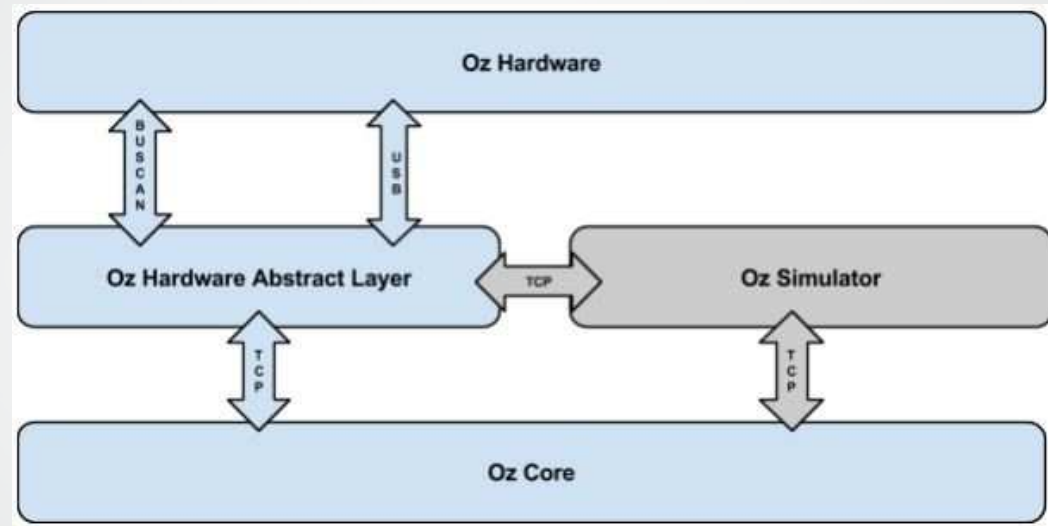 Oz Hardware
BUSCAN
USB
Oz Hardware Abstract Layer
TCP
Oz Simulator
TCP
TCP
Oz Core